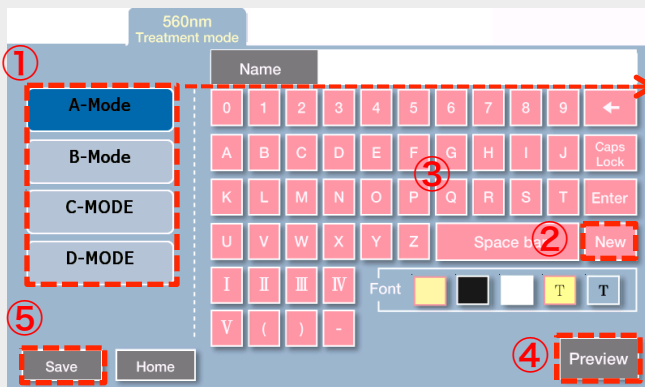 560nm
Treatment mode
①
Name
A-Mode
0 1 2 3 4 5 6 7 8 9 ←
B-Mode
A B C D E F G H I J Caps Lock
③
C-MODE
K L M N O P Q R S T Enter
D-MODE
U V W X Y Z Space bar ② New
I II III IV Font T T
⑤
V ( ) -
Save Home ④ Preview